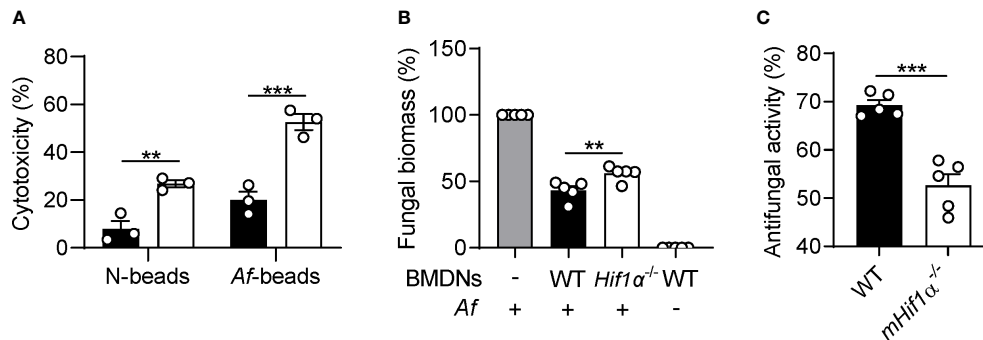 A
Cytotoxicity (%)
80
60
40
20
0
**
***
N-beads
Af-beads
B
Fungal biomass (%)
150
100
50
0
**
BMDNs - WT Hif1α-/- WT
Af + + + -
C
Antifungal activity (%)
80
70
60
50
40
***
WT
mHif1α-/-